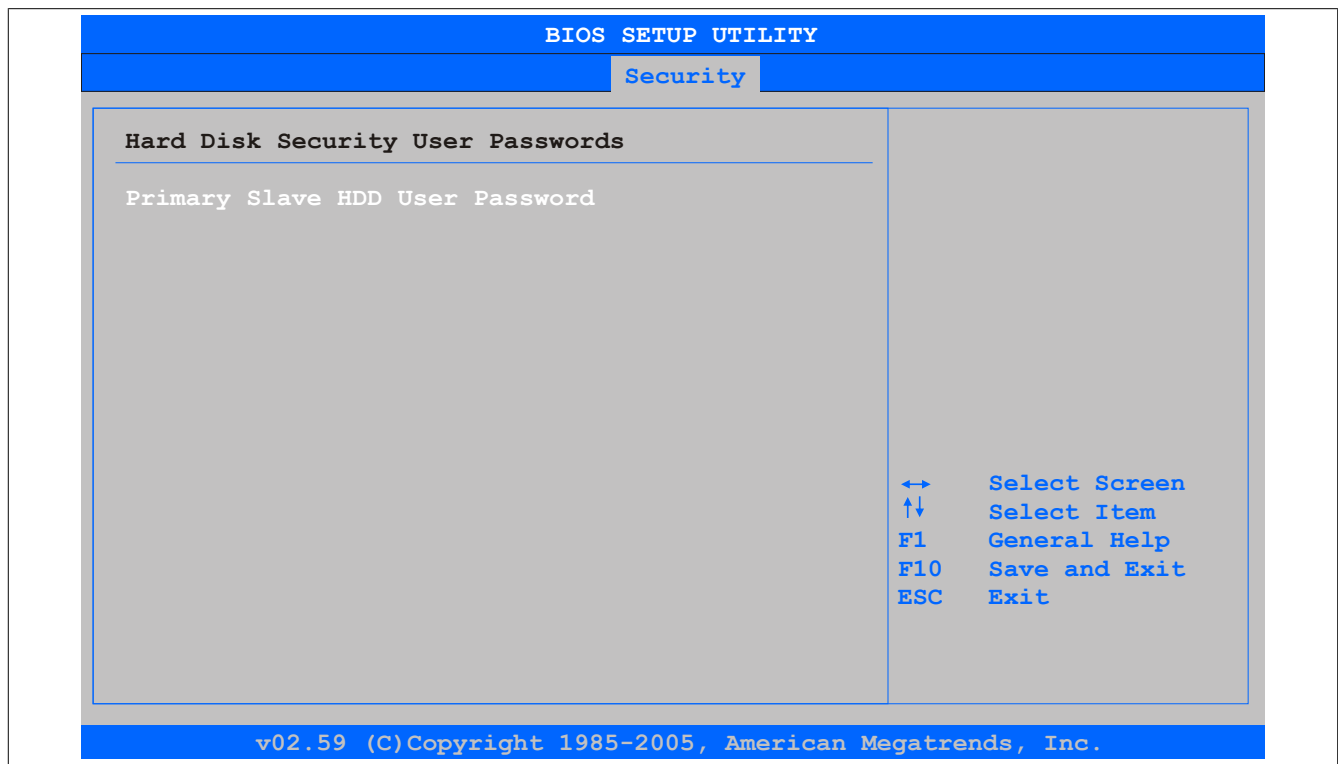 BIOS SETUP UTILITY
Security
Hard Disk Security User Passwords
Primary Slave HDD User Password
↔ Select Screen
↑↓ Select Item
F1 General Help
F10 Save and Exit
ESC Exit
v02.59 (C)Copyright 1985-2005, American Megatrends, Inc.